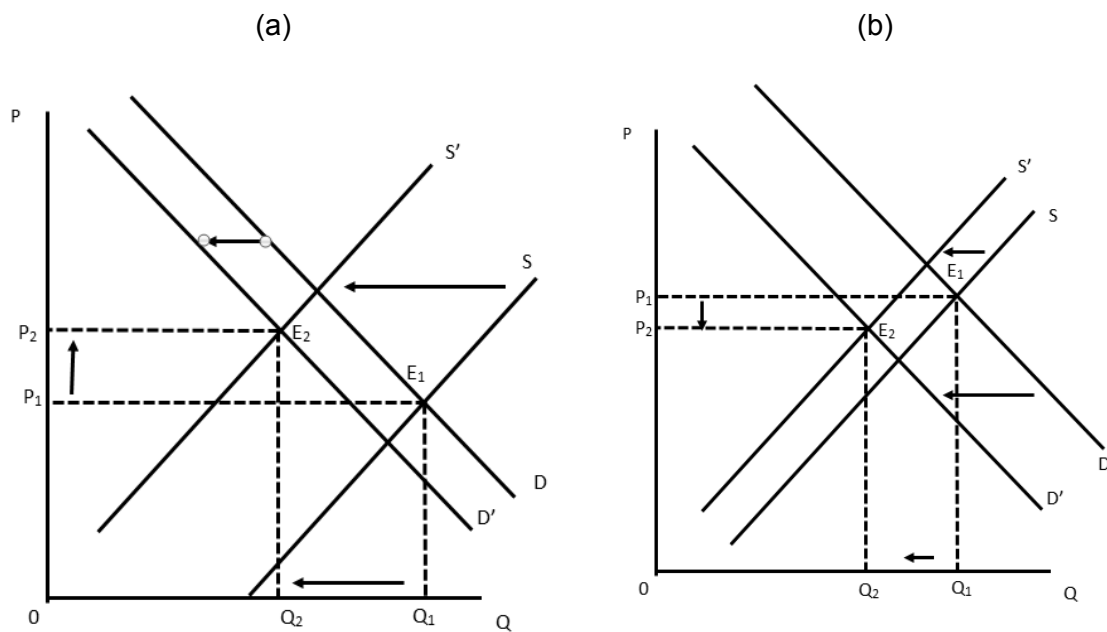 (a)
P
S’
S
P₂
E₂
E₁
P₁
D
D’
0
Q₂
Q₁
Q
(b)
P
S’
S
E₁
P₁
P₂
E₂
D
D’
0
Q₂
Q₁
Q